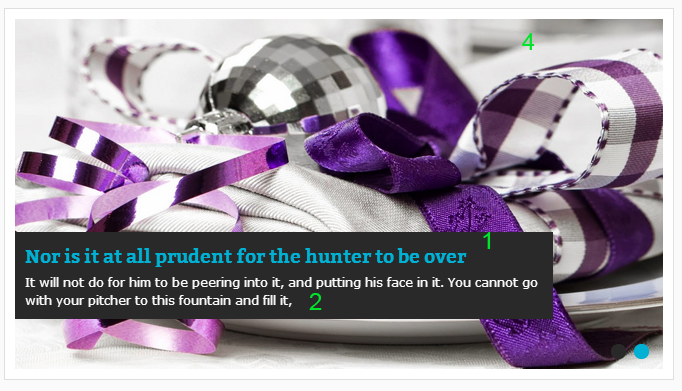 4
1
Nor is it at all prudent for the hunter to be over
It will not do for him to be peering into it, and putting his face in it. You cannot go
with your pitcher to this fountain and fill it,
2